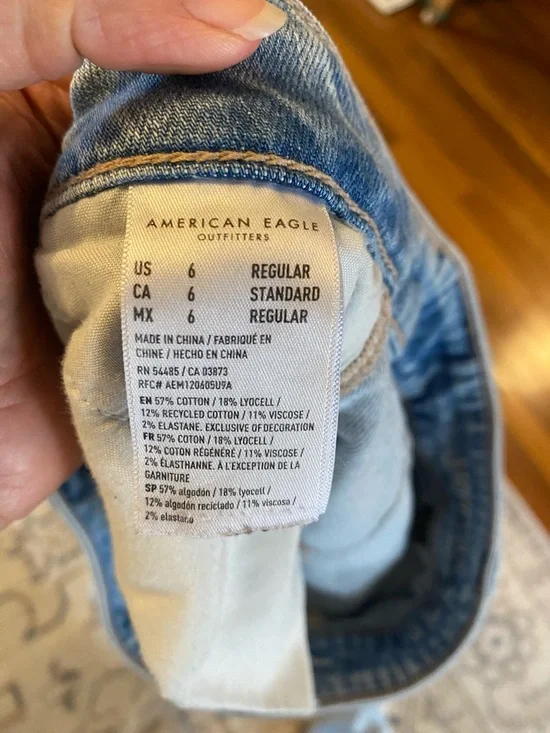 AMERICAN EAGLE
OUTFITTERS
US 6 REGULAR
CA 6 STANDARD
MX 6 REGULAR
MADE IN CHINA / FABRIQUÉ EN
CHINE / HECHO EN CHINA
RN 54485 / CA 03873
RFC# AEM120605U9A
EN 57% COTTON / 18% LYOCELL /
12% RECYCLED COTTON / 11% VISCOSE /
2% ELASTANE. EXCLUSIVE OF DECORATION
FR 57% COTON / 18% LYOCELL /
12% COTON RÉGÉNÉRÉ / 11% VISCOSE /
2% ÉLASTHANNE. À L'EXCEPTION DE LA
GARNITURE
SP 57% algodón / 18% lyocell /
12% algodón reciclado / 11% viscosa /
2% elastano